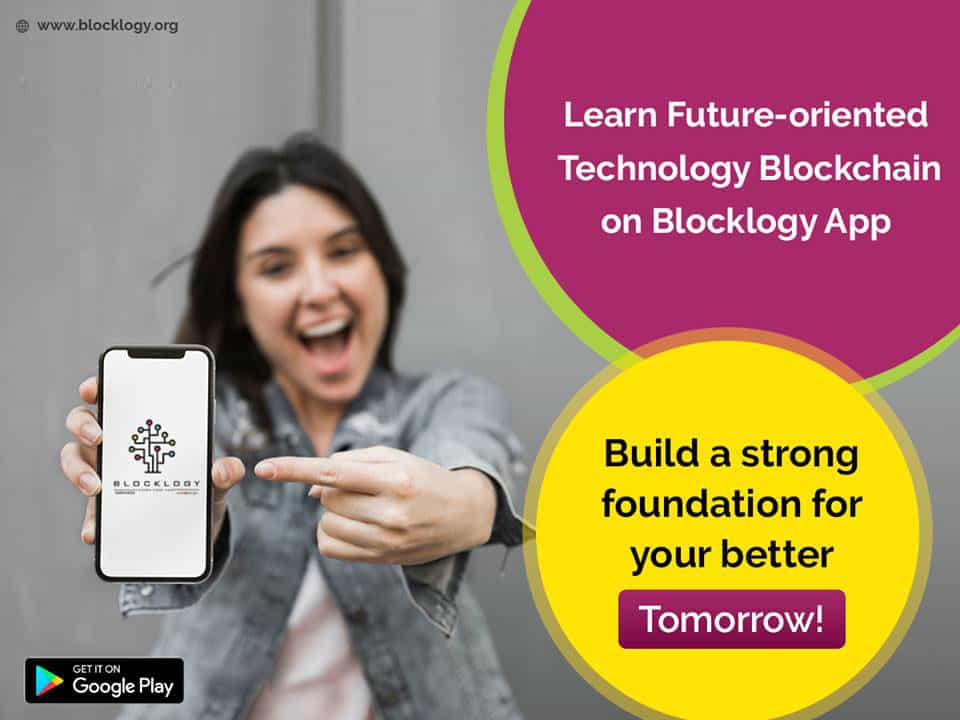 www.blocklogy.org
Learn Future-oriented
Technology Blockchain
on Blocklogy App
BLOCKLOGY
Build a strong
foundation for
your better
Tomorrow!
GET IT ON
Google Play